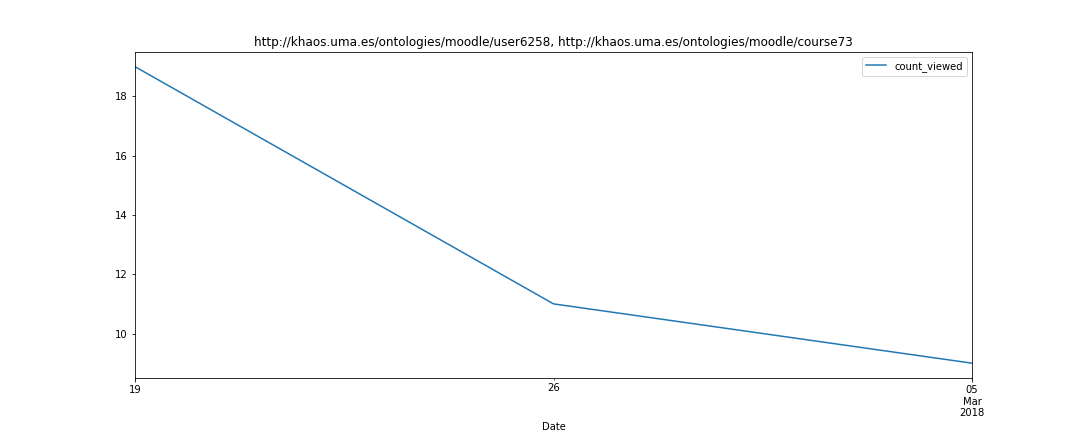 http://khaos.uma.es/ontologies/moodle/user6258, http://khaos.uma.es/ontologies/moodle/course73
count_viewed
18
16
14
12
10
19
26
05
Mar
2018
Date